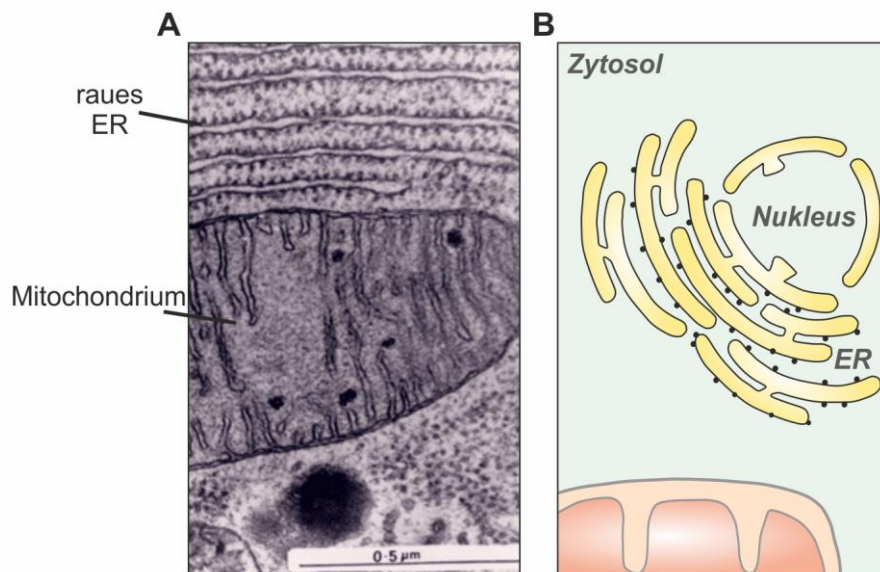 A
raues
ER
Mitochondrium
0·5 µm
B
Zytosol
Nukleus
ER